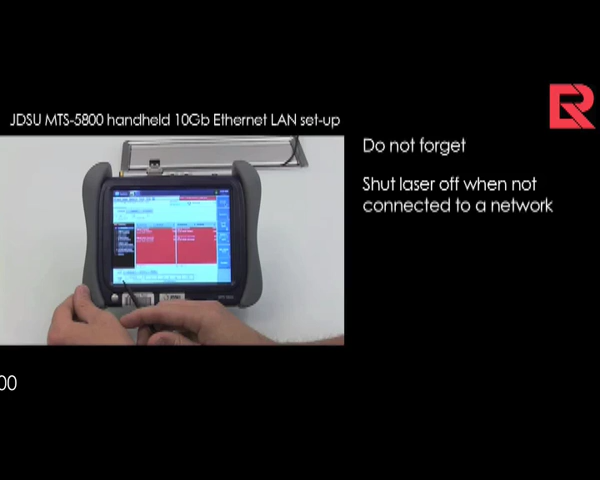 JDSU MTS-5800 handheld 10Gb Ethernet LAN set-up
Do not forget
Shut laser off when not
connected to a network
00